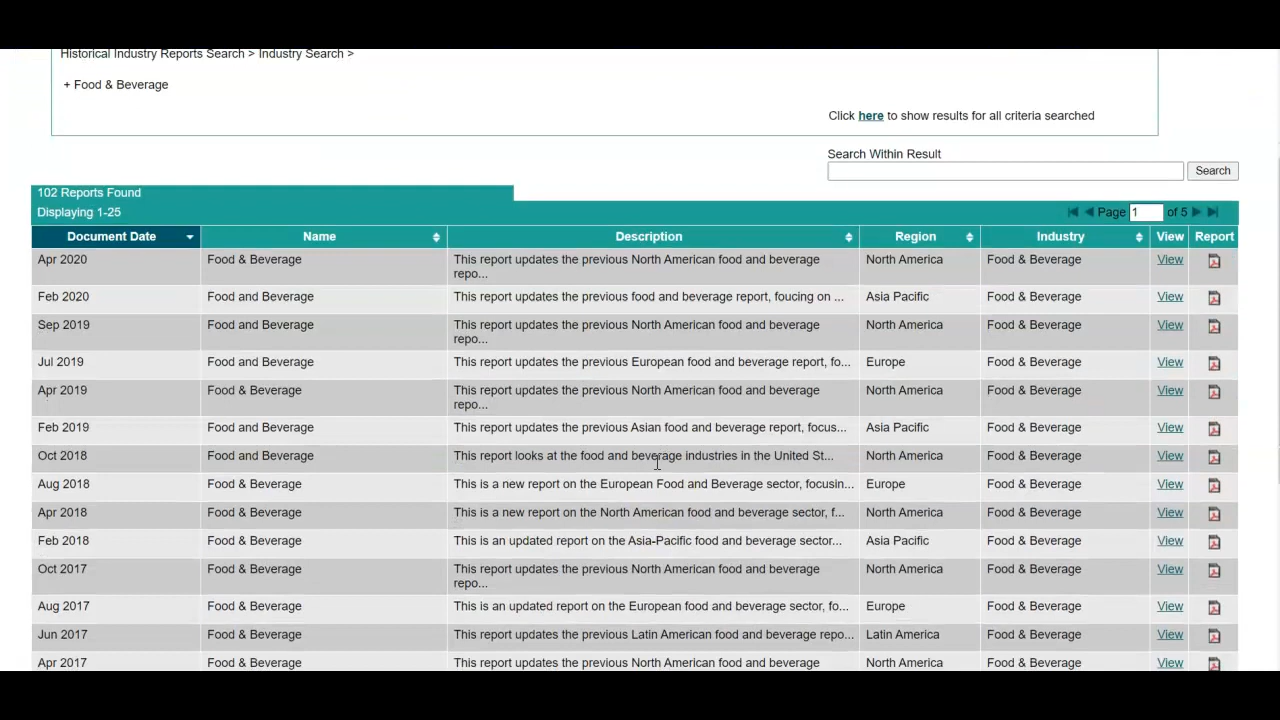 Historical Industry Reports Search > Industry Search >
+ Food & Beverage
Click here to show results for all criteria searched
Search Within Result
Search
102 Reports Found
Displaying 1-25
Page 1 of 5
Document Date Name Description Region Industry View Report
Apr 2020 Food & Beverage This report updates the previous North American food and beverage North America Food & Beverage View
repo...
Feb 2020 Food and Beverage This report updates the previous food and beverage report, foucing on ... Asia Pacific Food & Beverage View
Sep 2019 Food and Beverage This report updates the previous North American food and beverage North America Food & Beverage View
repo...
Jul 2019 Food and Beverage This report updates the previous European food and beverage report, fo... Europe Food & Beverage View
Apr 2019 Food & Beverage This report updates the previous North American food and beverage North America Food & Beverage View
repo...
Feb 2019 Food and Beverage This report updates the previous Asian food and beverage report, focus... Asia Pacific Food & Beverage View
Oct 2018 Food and Beverage This report looks at the food and beverage industries in the United St... North America Food & Beverage View
Aug 2018 Food & Beverage This is a new report on the European Food and Beverage sector, focusin... Europe Food & Beverage View
Apr 2018 Food & Beverage This is a new report on the North American food and beverage sector, f... North America Food & Beverage View
Feb 2018 Food & Beverage This is an updated report on the Asia-Pacific food and beverage sector... Asia Pacific Food & Beverage View
Oct 2017 Food & Beverage This report updates the previous North American food and beverage North America Food & Beverage View
repo...
Aug 2017 Food & Beverage This is an updated report on the European food and beverage sector, fo... Europe Food & Beverage View
Jun 2017 Food & Beverage This report updates the previous Latin American food and beverage repo... Latin America Food & Beverage View
Apr 2017 Food & Beverage This report updates the previous North American food and beverage North America Food & Beverage View